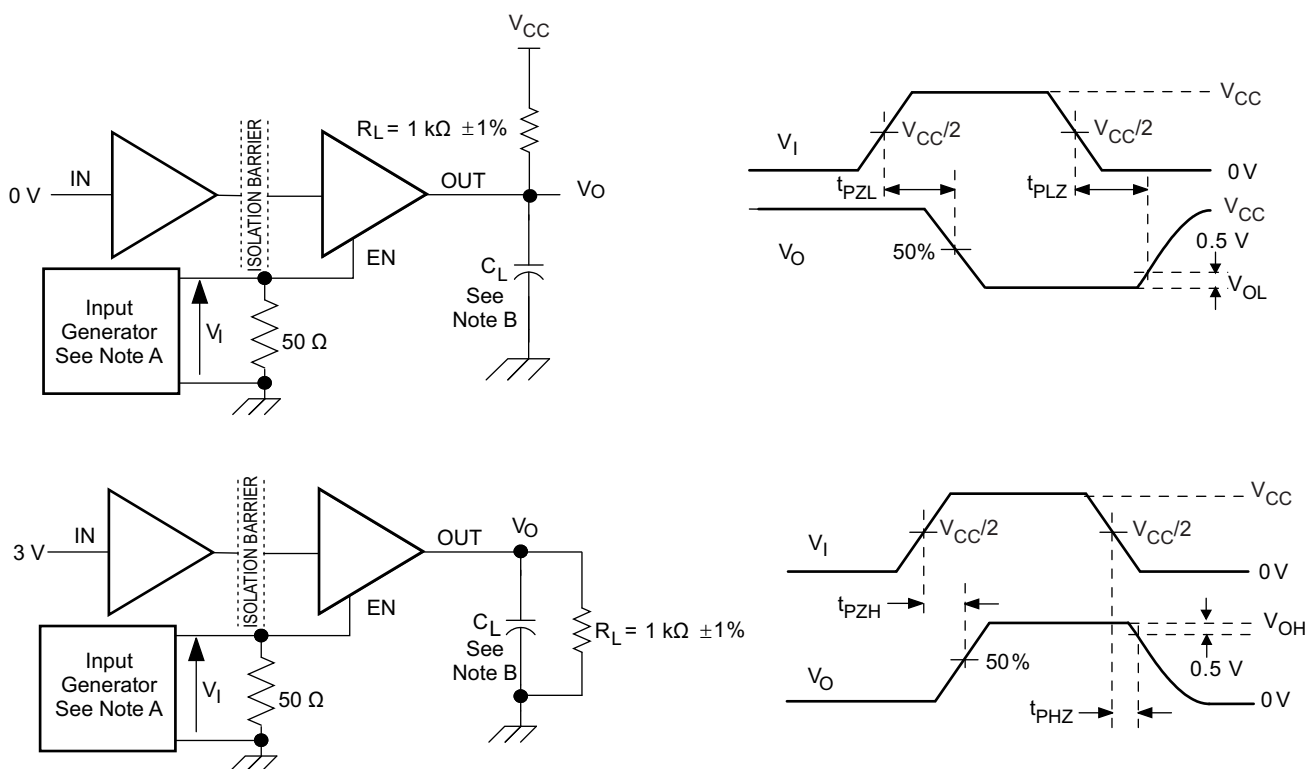 VCC
RL = 1 kΩ ±1%
ISOLATION BARRIER
0 V
IN
OUT
VO
EN
Input
Generator
See Note A
VI
50 Ω
CL
See
Note B
VCC
VCC/2
VCC/2
VI
0 V
tPZL
tPLZ
VCC
0.5 V
VO
50%
VOL
ISOLATION BARRIER
3 V
IN
OUT
VO
EN
Input
Generator
See Note A
VI
50 Ω
CL
See
Note B
RL = 1 kΩ ±1%
VCC
VCC/2
VCC/2
VI
0 V
tPZH
VOH
50%
0.5 V
VO
0 V
tPHZ